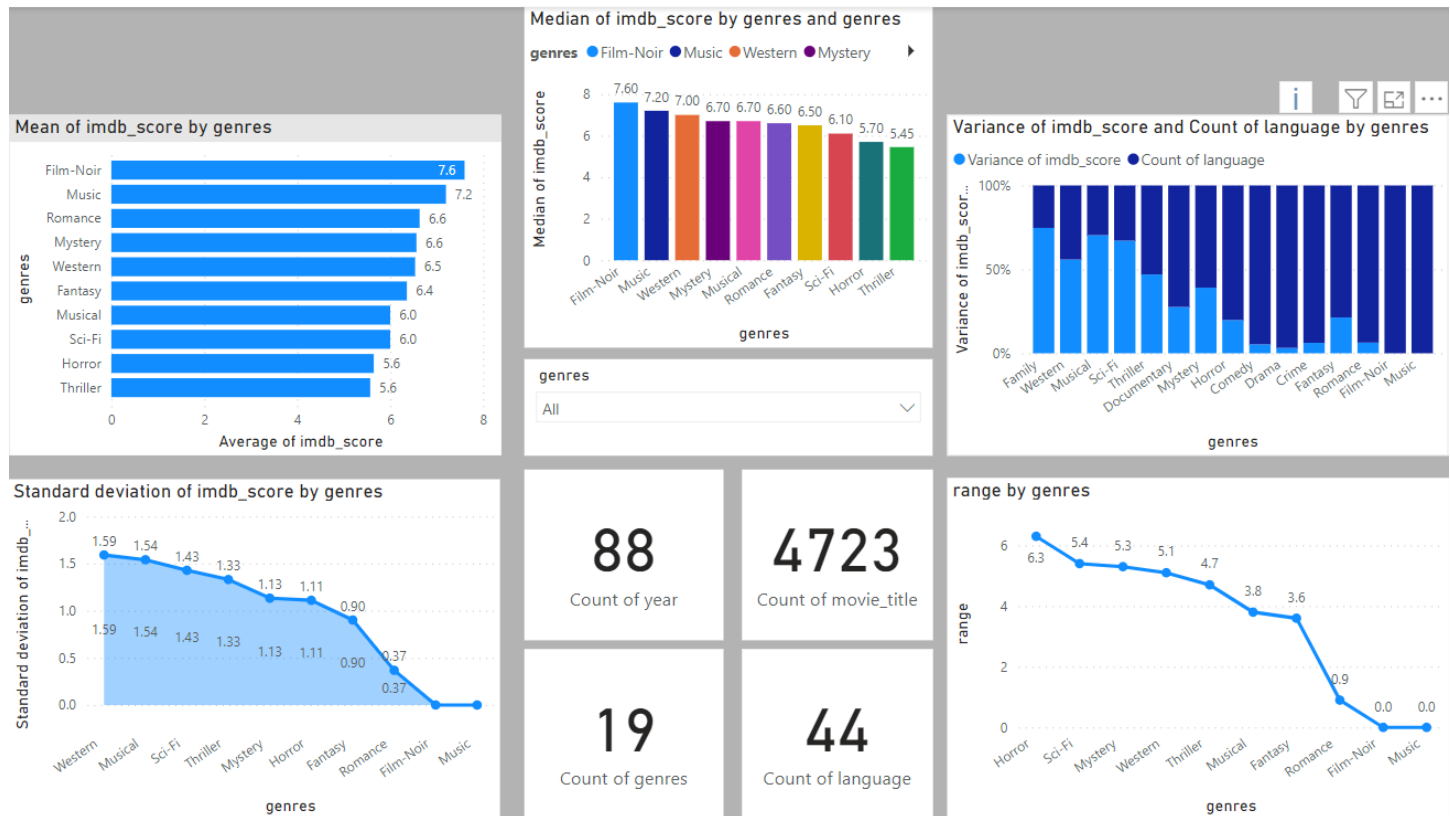 Median of imdb_score by genres and genres
genres Film-Noir Music Western Mystery
Median of imdb_score
8
6
4
2
0
7.60 7.20 7.00 6.70 6.70 6.60 6.50 6.10 5.70 5.45
Film-Noir Music Western Mystery Musical Romance Fantasy Sci-Fi Horror Thriller
genres
Mean of imdb_score by genres
genres
Film-Noir 7.6
Music 7.2
Romance 6.6
Mystery 6.6
Western 6.5
Fantasy 6.4
Musical 6.0
Sci-Fi 6.0
Horror 5.6
Thriller 5.6
0 2 4 6 8
Average of imdb_score
i
Variance of imdb_score and Count of language by genres
Variance of imdb_score Count of language
Variance of imdb_scor...
100%
50%
0%
Family Western Musical Sci-Fi Thriller Documentary Mystery Horror Comedy Drama Crime Fantasy Romance Film-Noir Music
genres
genres
All
Standard deviation of imdb_score by genres
Standard deviation of imdb_...
2.0
1.5
1.0
0.5
0.0
1.59 1.54 1.43 1.33 1.13 1.11 0.90 0.37
1.59 1.54 1.43 1.33 1.13 1.11 0.90 0.37
Western Musical Sci-Fi Thriller Mystery Horror Fantasy Romance Film-Noir Music
genres
88
Count of year
4723
Count of movie_title
19
Count of genres
44
Count of language
range by genres
range
6
4
2
0
6.3 5.4 5.3 5.1 4.7 3.8 3.6 0.9 0.0 0.0
Horror Sci-Fi Mystery Western Thriller Musical Fantasy Romance Film-Noir Music
genres